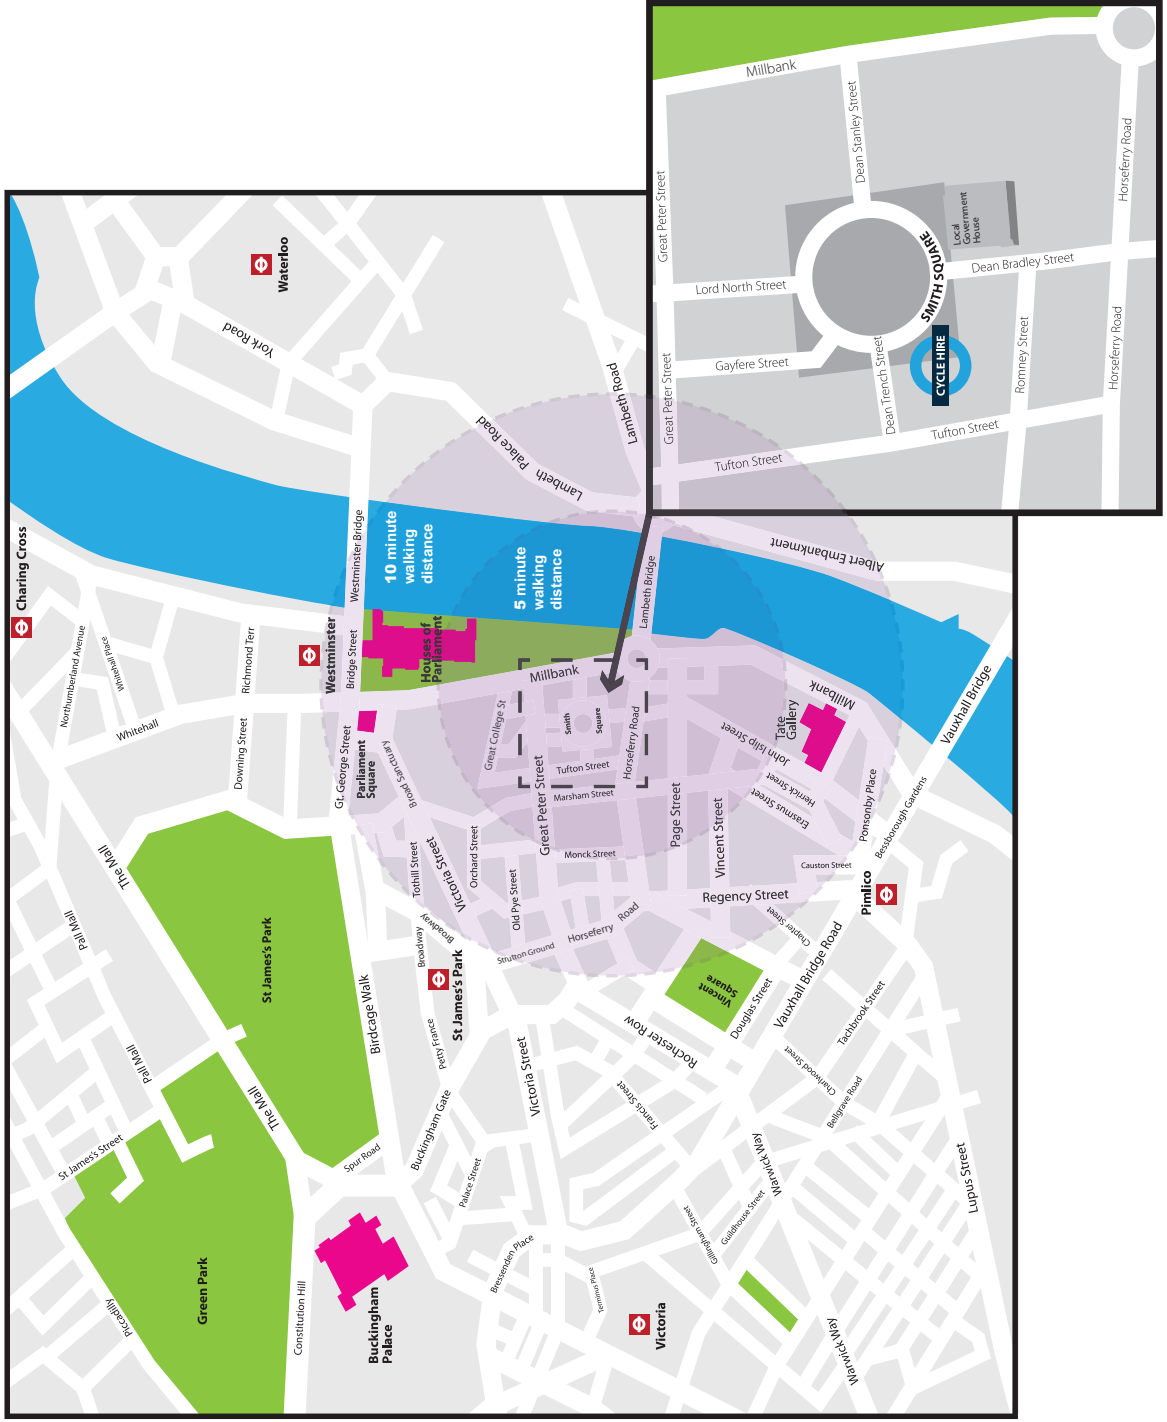 Millbank
Dean Stanley Street
Horseferry Road
Great Peter Street
Local
Government
House
SMITH SQUARE
Dean Bradley Street
Lord North Street
Gayfere Street
Great Peter Street
Dean Trench Street
CYCLE HIRE
Romney Street
Horseferry Road
Tufton Street
Tufton Street
Waterloo
York Road
Lambeth Road
Lambeth
Palace Road
Charing Cross
Westminster Bridge
10 minute
walking
distance
5 minute
walking
distance
Albert Embankment
Lambeth Bridge
Northumberland Avenue
Whitehall Place
Richmond Terr
Westminster
Bridge Street
Houses of
Parliament
Millbank
Millbank
Vauxhall Bridge
Whitehall
Downing Street
Gt. George Street
Parliament
Square
Broad Sanctuary
Great College St
Smith
Square
Horseferry Road
Tufton Street
John Islip Street
Tate
Gallery
Great Peter Street
Marsham Street
Page Street
Vincent Street
Herrick Street
Erasmus Street
Ponsonby Place
Bessborough Gardens
The Mall
Tothill Street
Victoria Street
Orchard Street
Old Pye Street
Monck Street
Causton Street
Regency Street
Pimlico
Pall Mall
St James's Park
Birdcage Walk
Broadway
Broadway
St James's Park
Strutton Ground
Horseferry
Road
Chapter Street
Vauxhall Bridge Road
Vincent
Square
Douglas Street
Tachbrook Street
Pall Mall
The Mall
Petty France
Victoria Street
Rochester Row
Francis Street
Charlwood Street
Bellgrave Road
St James's Street
Spur Road
Buckingham Gate
Palace Street
Warwick Way
Lupus Street
Guildhouse Street
Gillingham Street
Green Park
Piccadilly
Constitution Hill
Buckingham
Palace
Bressenden Place
Terminus Place
Victoria
Warwick Way